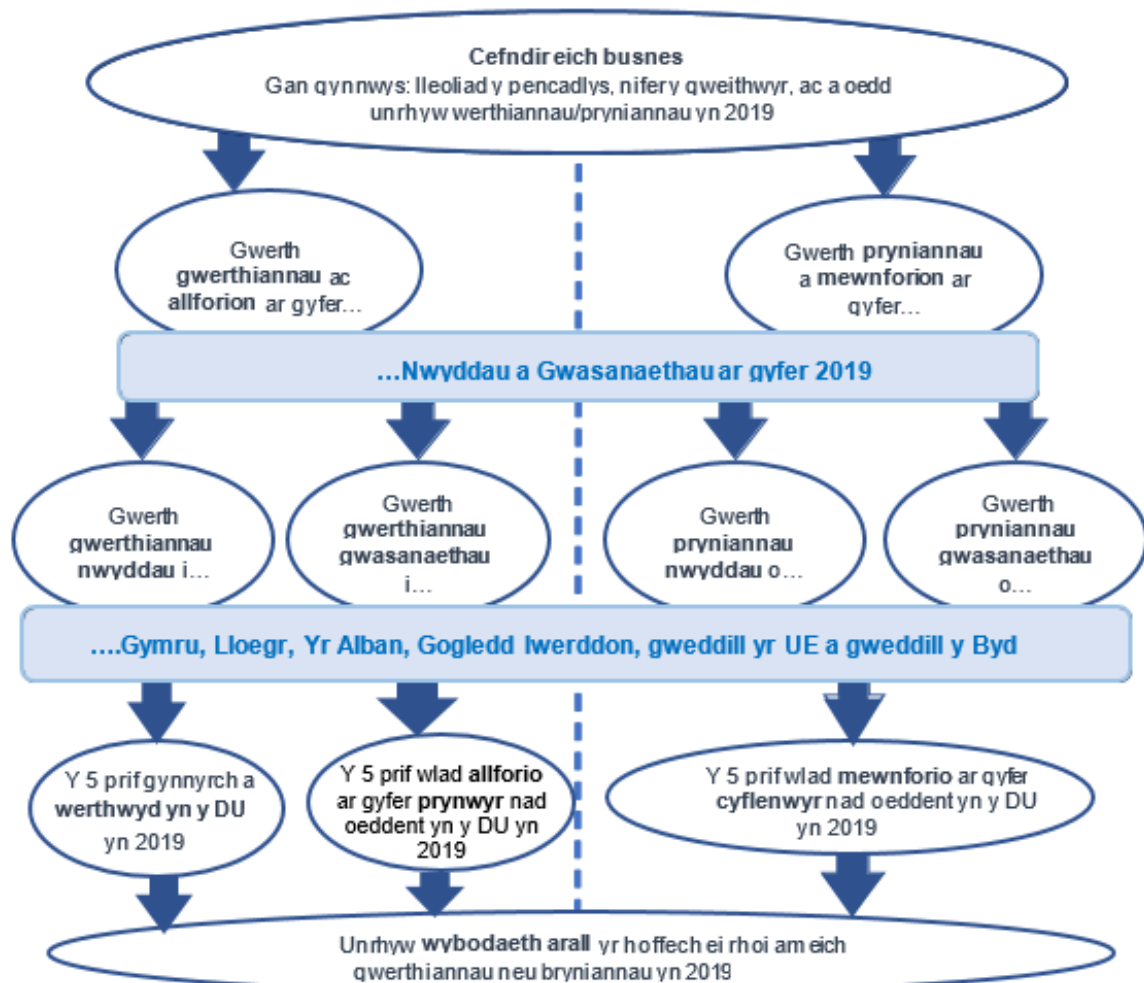 Cefndir eich busnes
Gan gynnwys: lleoliad y pencadlys, nifer y gweithwyr, ac a oedd
unrhyw werthiannau/pryniannau yn 2019
Gwerth
gwerthiannau ac
allforion ar gyfer...
Gwerth pryniannau
a mewnforion ar
gyfer...
...Nwyddau a Gwasanaethau ar gyfer 2019
Gwerth
gwerthiannau
nwyddau i...
Gwerth
gwerthiannau
gwasanaethau
i...
Gwerth
pryniannau
nwyddau o...
Gwerth
pryniannau
gwasanaethau
o...
....Gymru, Lloegr, Yr Alban, Gogledd Iwerddon, gweddill yr UE a gweddill y Byd
Y 5 prif gynnyrch a
werthwyd yn y DU
yn 2019
Y 5 prif wlad allforio
ar gyfer prynwyr nad
oeddent yn y DU yn
2019
Y 5 prif wlad mewnforio ar gyfer
cyflenwyr nad oeddent yn y DU
yn 2019
Unrhyw wybodaeth arall yr hoffech ei rhoi am eich
gwerthiannau neu bryniannau yn 2019